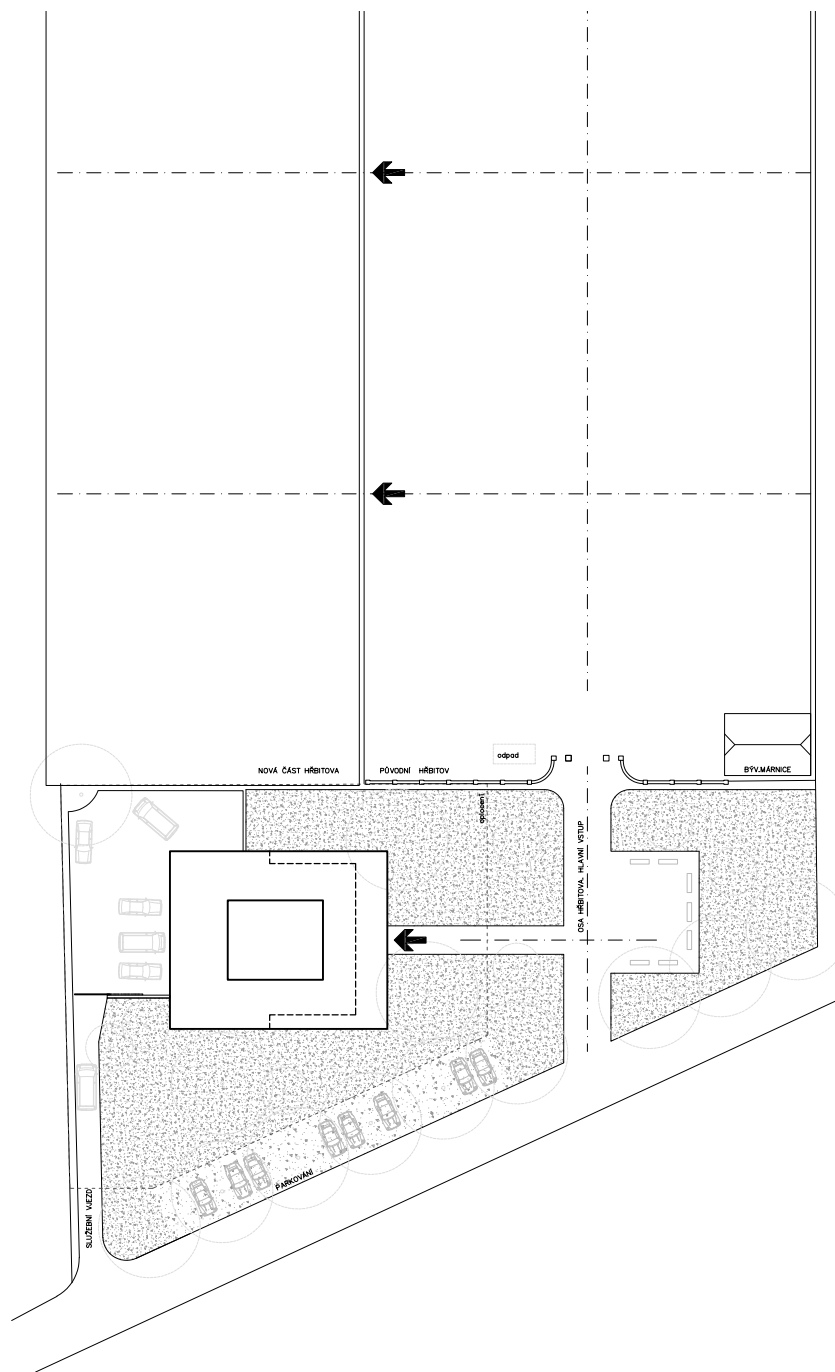 odpad
NOVÁ ČÁST HŘBITOVA
PŮVODNÍ HŘBITOV
BÝV.MÁRNICE
oplocení
OSA HŘBITOVA, HLAVNÍ VSTUP
PARKOVÁNÍ
SLUŽEBNÍ VJEZD